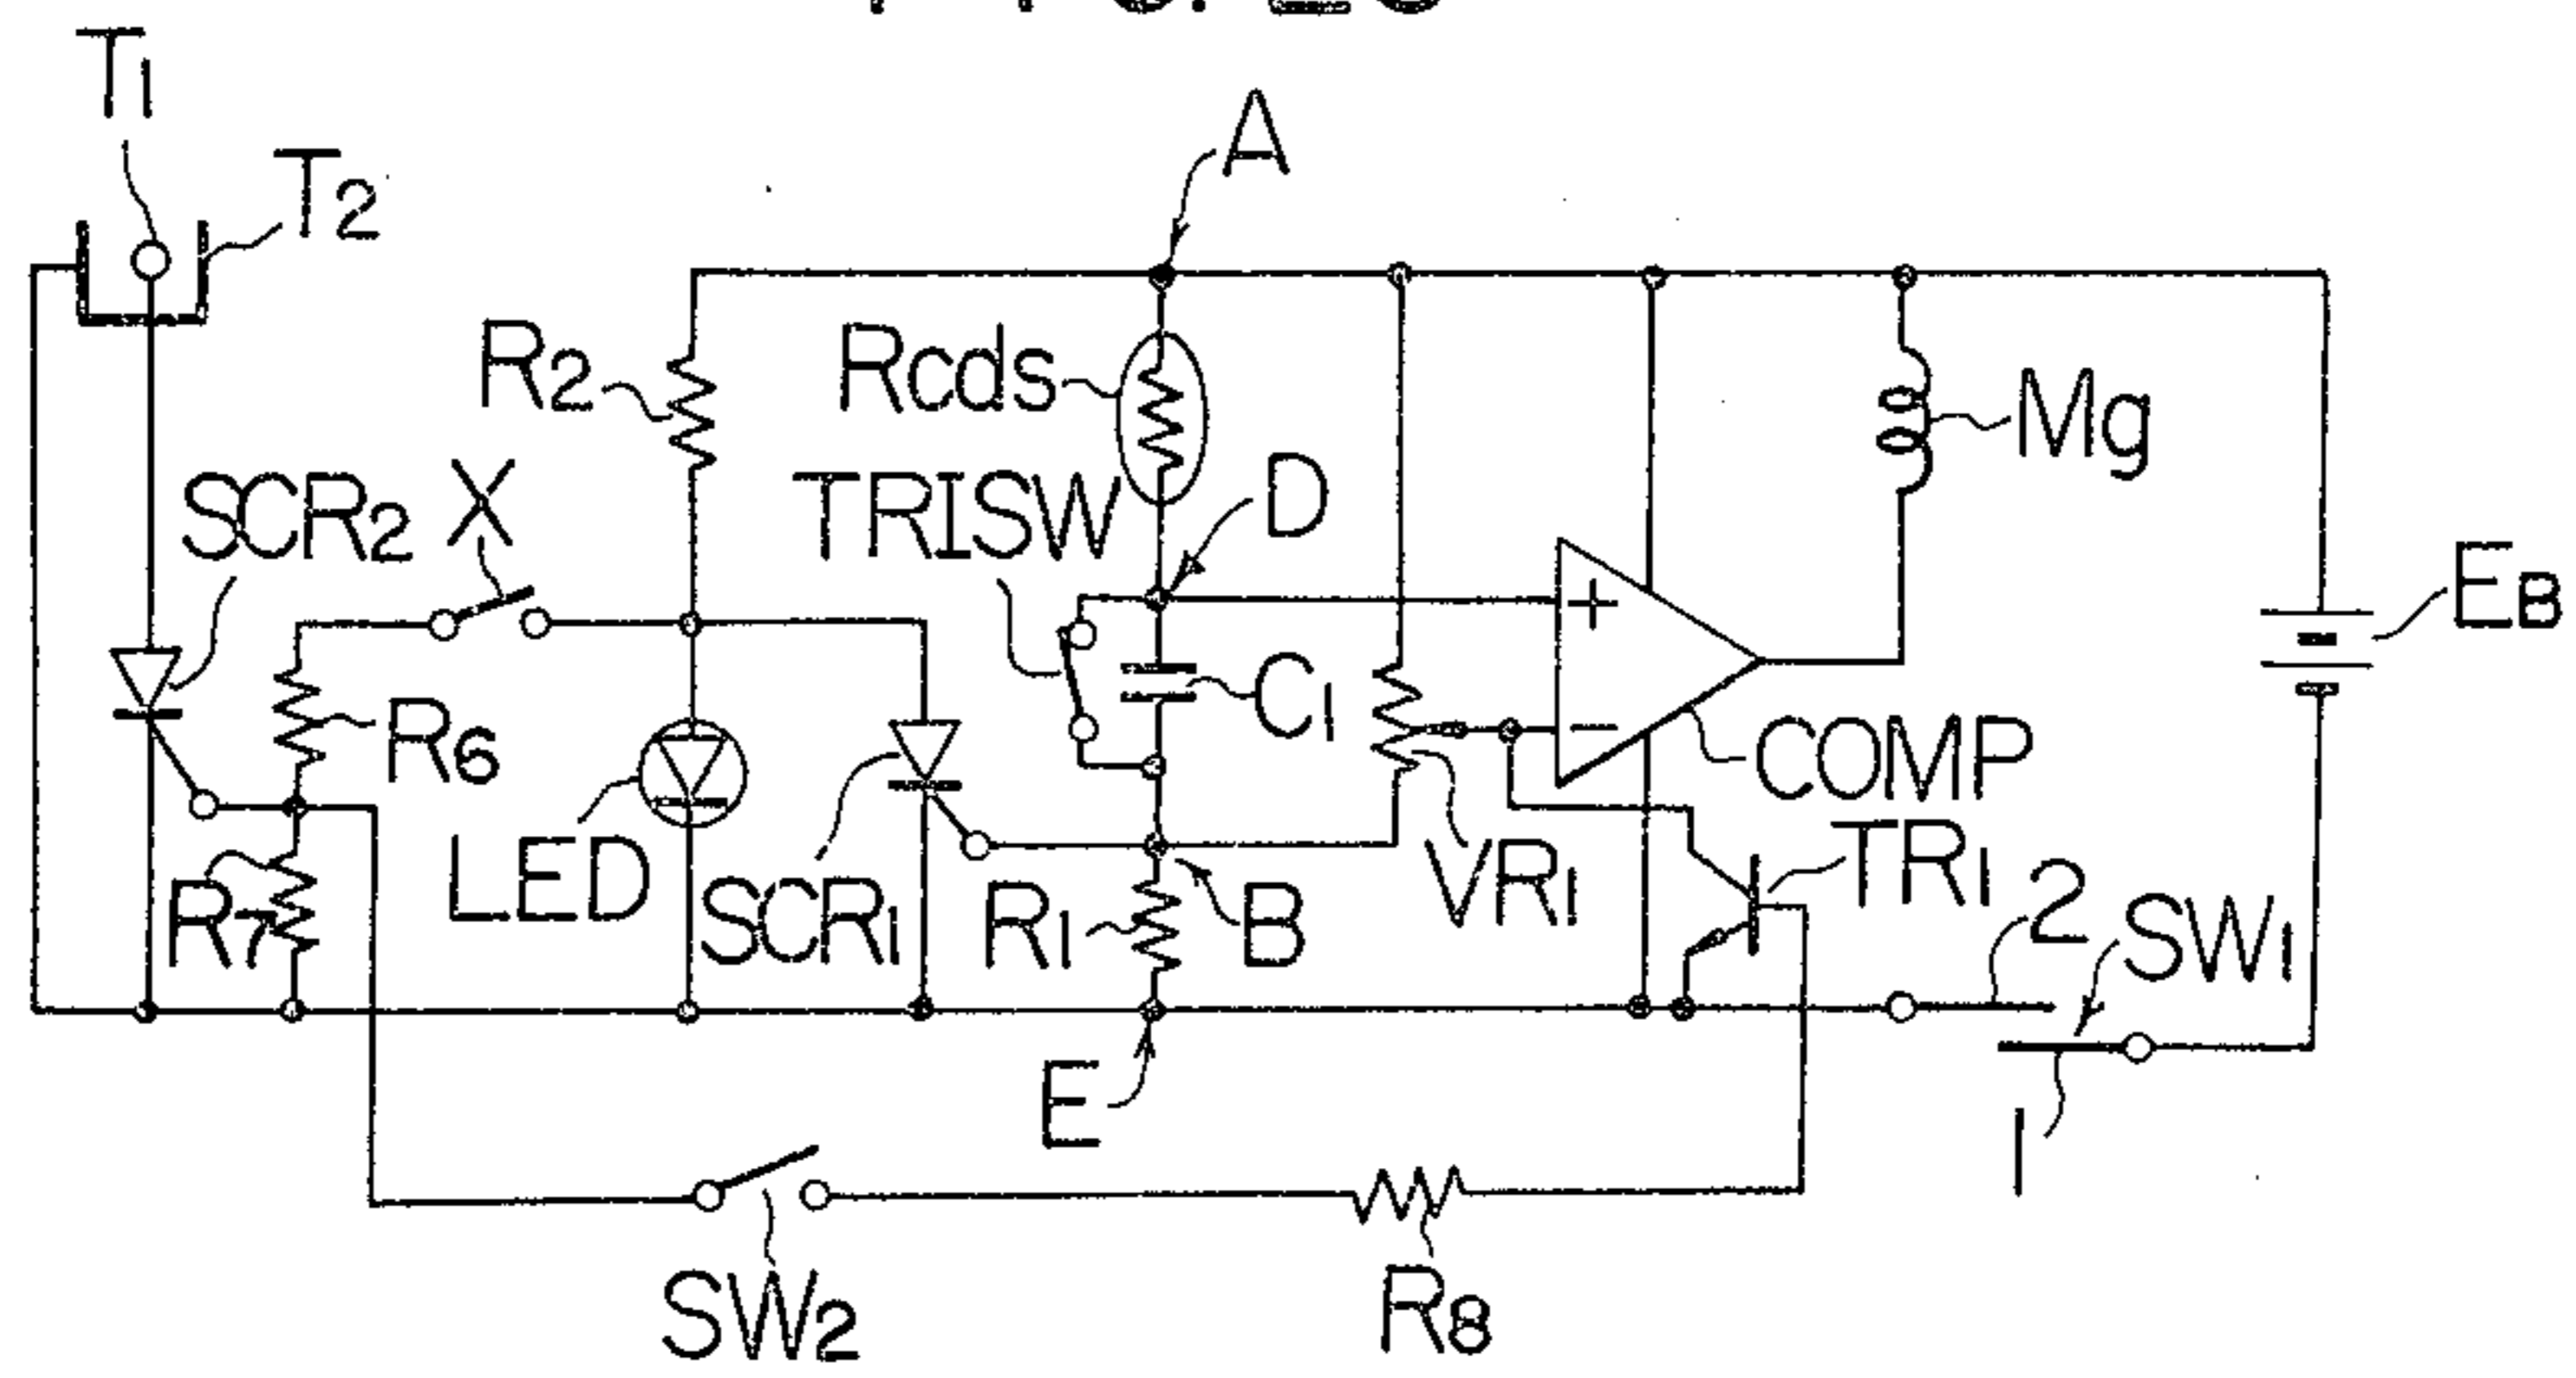 T1
T2
A
R2
Rcds
Mg
SCR2
X
TRISW
D
EB
+
R6
C1
−
COMP
LED
SCR1
R7
R1
B
VR1
TR1
2
SW1
E
1
SW2
R8